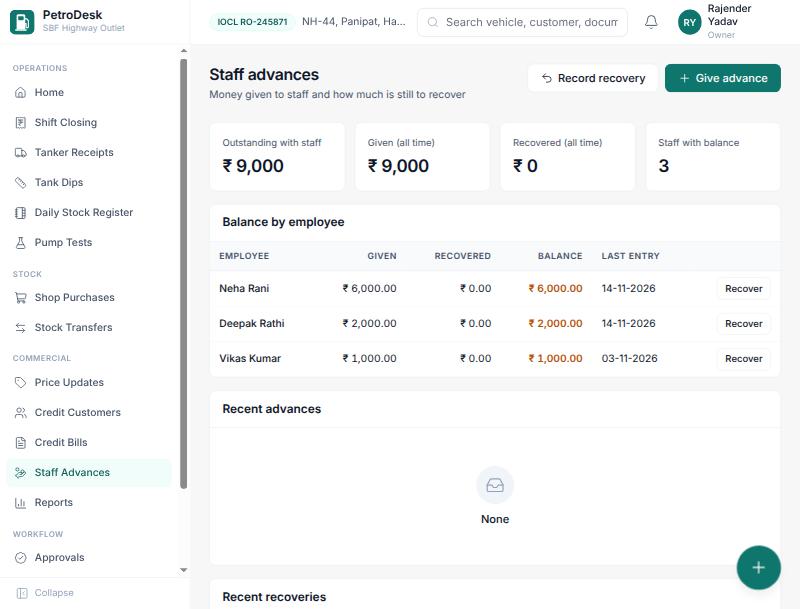 PetroDesk
SBF Highway Outlet
IOCL RO-245871
NH-44, Panipat, Ha...
Search vehicle, customer, docum
RY
Rajender Yadav
Owner
OPERATIONS
Home
Shift Closing
Tanker Receipts
Tank Dips
Daily Stock Register
Pump Tests
STOCK
Shop Purchases
Stock Transfers
COMMERCIAL
Price Updates
Credit Customers
Credit Bills
Staff Advances
Reports
WORKFLOW
Approvals
Collapse
Staff advances
Money given to staff and how much is still to recover
Record recovery
Give advance
Outstanding with staff
₹ 9,000
Given (all time)
₹ 9,000
Recovered (all time)
₹ 0
Staff with balance
3
Balance by employee
EMPLOYEE GIVEN RECOVERED BALANCE LAST ENTRY
Neha Rani ₹ 6,000.00 ₹ 0.00 ₹ 6,000.00 14-11-2026 Recover
Deepak Rathi ₹ 2,000.00 ₹ 0.00 ₹ 2,000.00 14-11-2026 Recover
Vikas Kumar ₹ 1,000.00 ₹ 0.00 ₹ 1,000.00 03-11-2026 Recover
Recent advances
None
Recent recoveries